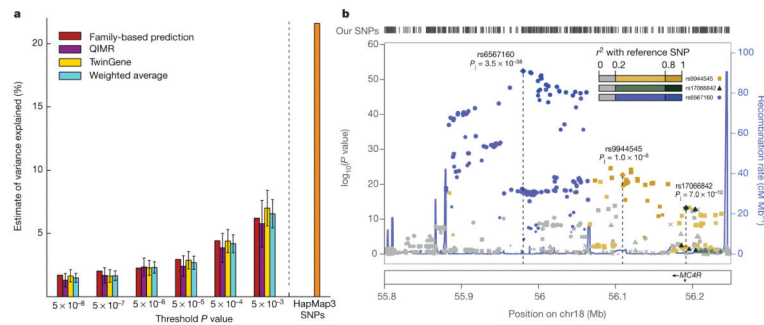 a
Estimate of variance explained (%)
20
15
10
5
Family-based prediction
QIMR
TwinGene
Weighted average
5 × 10⁻⁸
5 × 10⁻⁷
5 × 10⁻⁶
5 × 10⁻⁵
5 × 10⁻⁴
5 × 10⁻³
HapMap3
SNPs
Threshold P value
b
Our SNPs
log₁₀(P value)
60
50
40
30
20
10
0
rs6567160
Pⱼ = 3.5 × 10⁻³⁸
r² with reference SNP
0 0.2 0.8 1
rs9944545
rs17066842
rs6567160
rs9944545
Pⱼ = 1.0 × 10⁻⁸
rs17066842
Pⱼ = 7.0 × 10⁻¹⁰
100
80
60
40
20
0
Recombination rate (cM Mb⁻¹)
←MC4R
55.8
55.9
56
56.1
56.2
Position on chr18 (Mb)